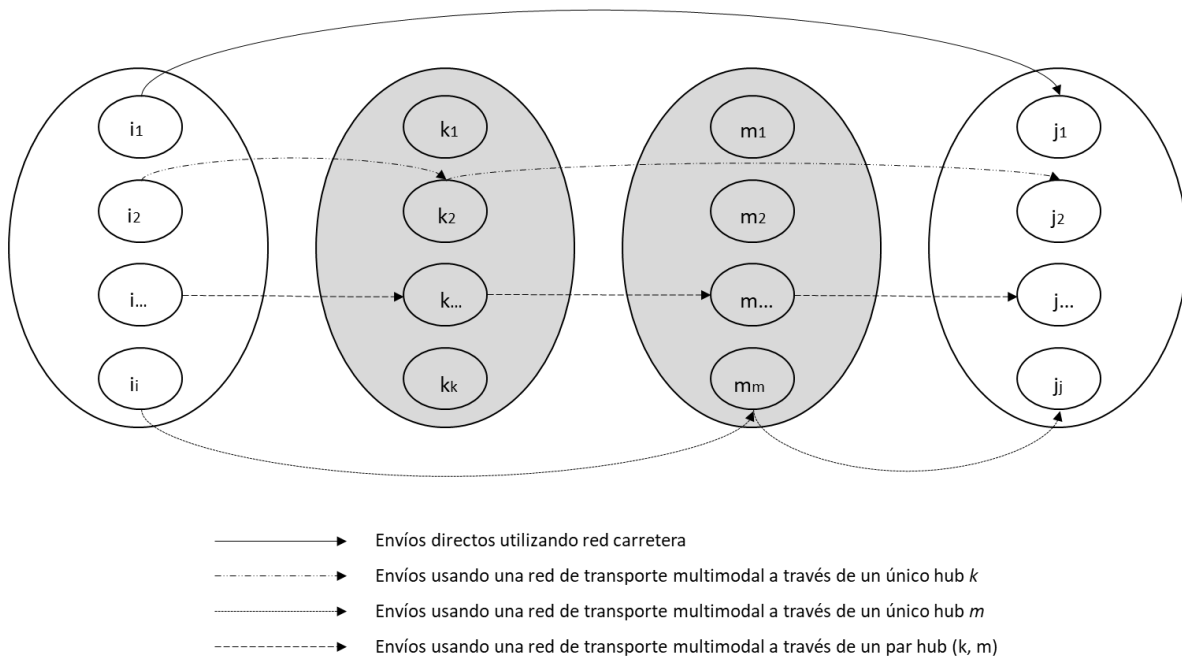 i1 k1 m1 j1
i2 k2 m2 j2
i... k... m... j...
ii kk mm jj
Envíos directos utilizando red carretera
Envíos usando una red de transporte multimodal a través de un único hub k
Envíos usando una red de transporte multimodal a través de un único hub m
Envíos usando una red de transporte multimodal a través de un par hub (k, m)